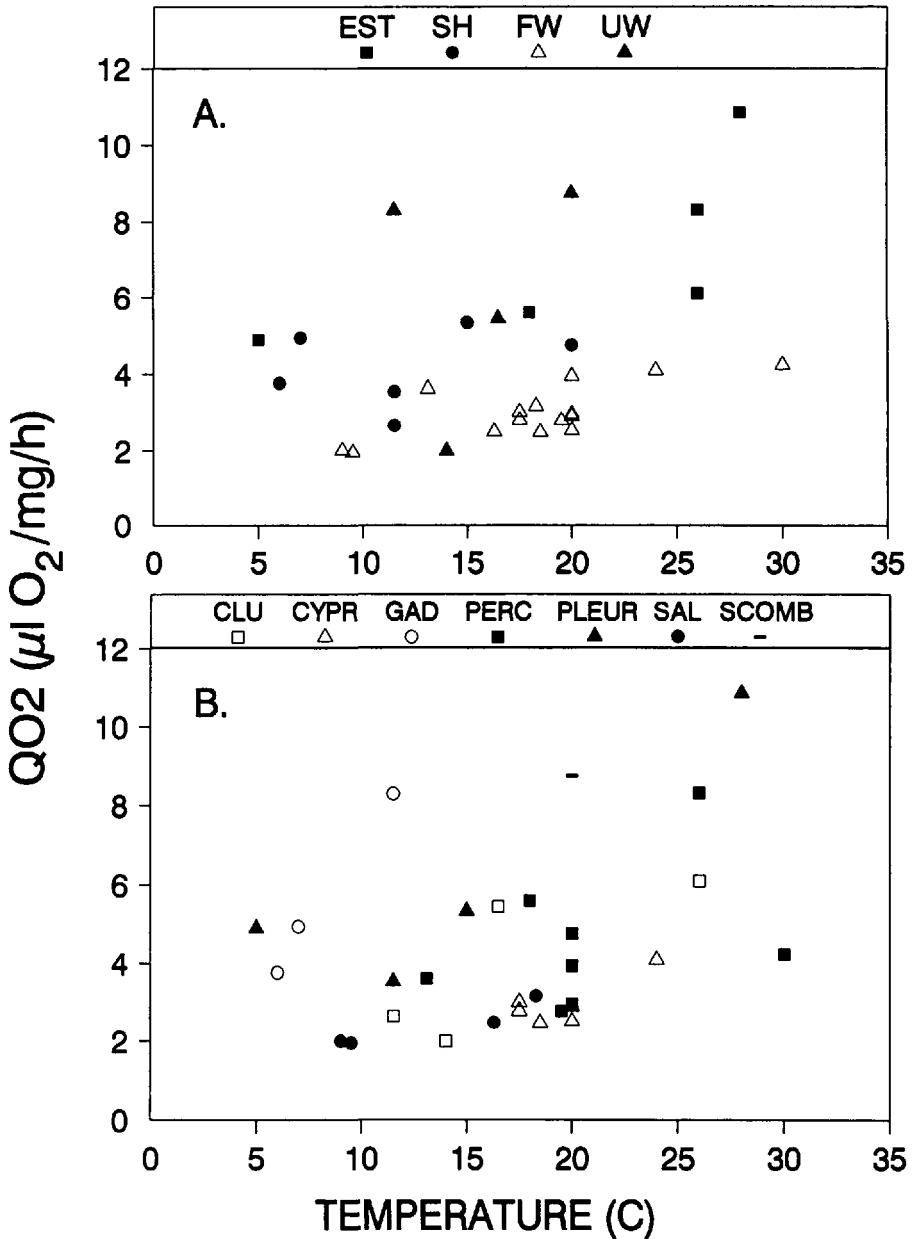 EST SH FW UW
12
A.
10
8
6
4
2
0
0 5 10 15 20 25 30 35
QO2 (µl O2/mg/h)
CLU CYPR GAD PERC PLEUR SAL SCOMB
12
B.
10
8
6
4
2
0
0 5 10 15 20 25 30 35
TEMPERATURE (C)